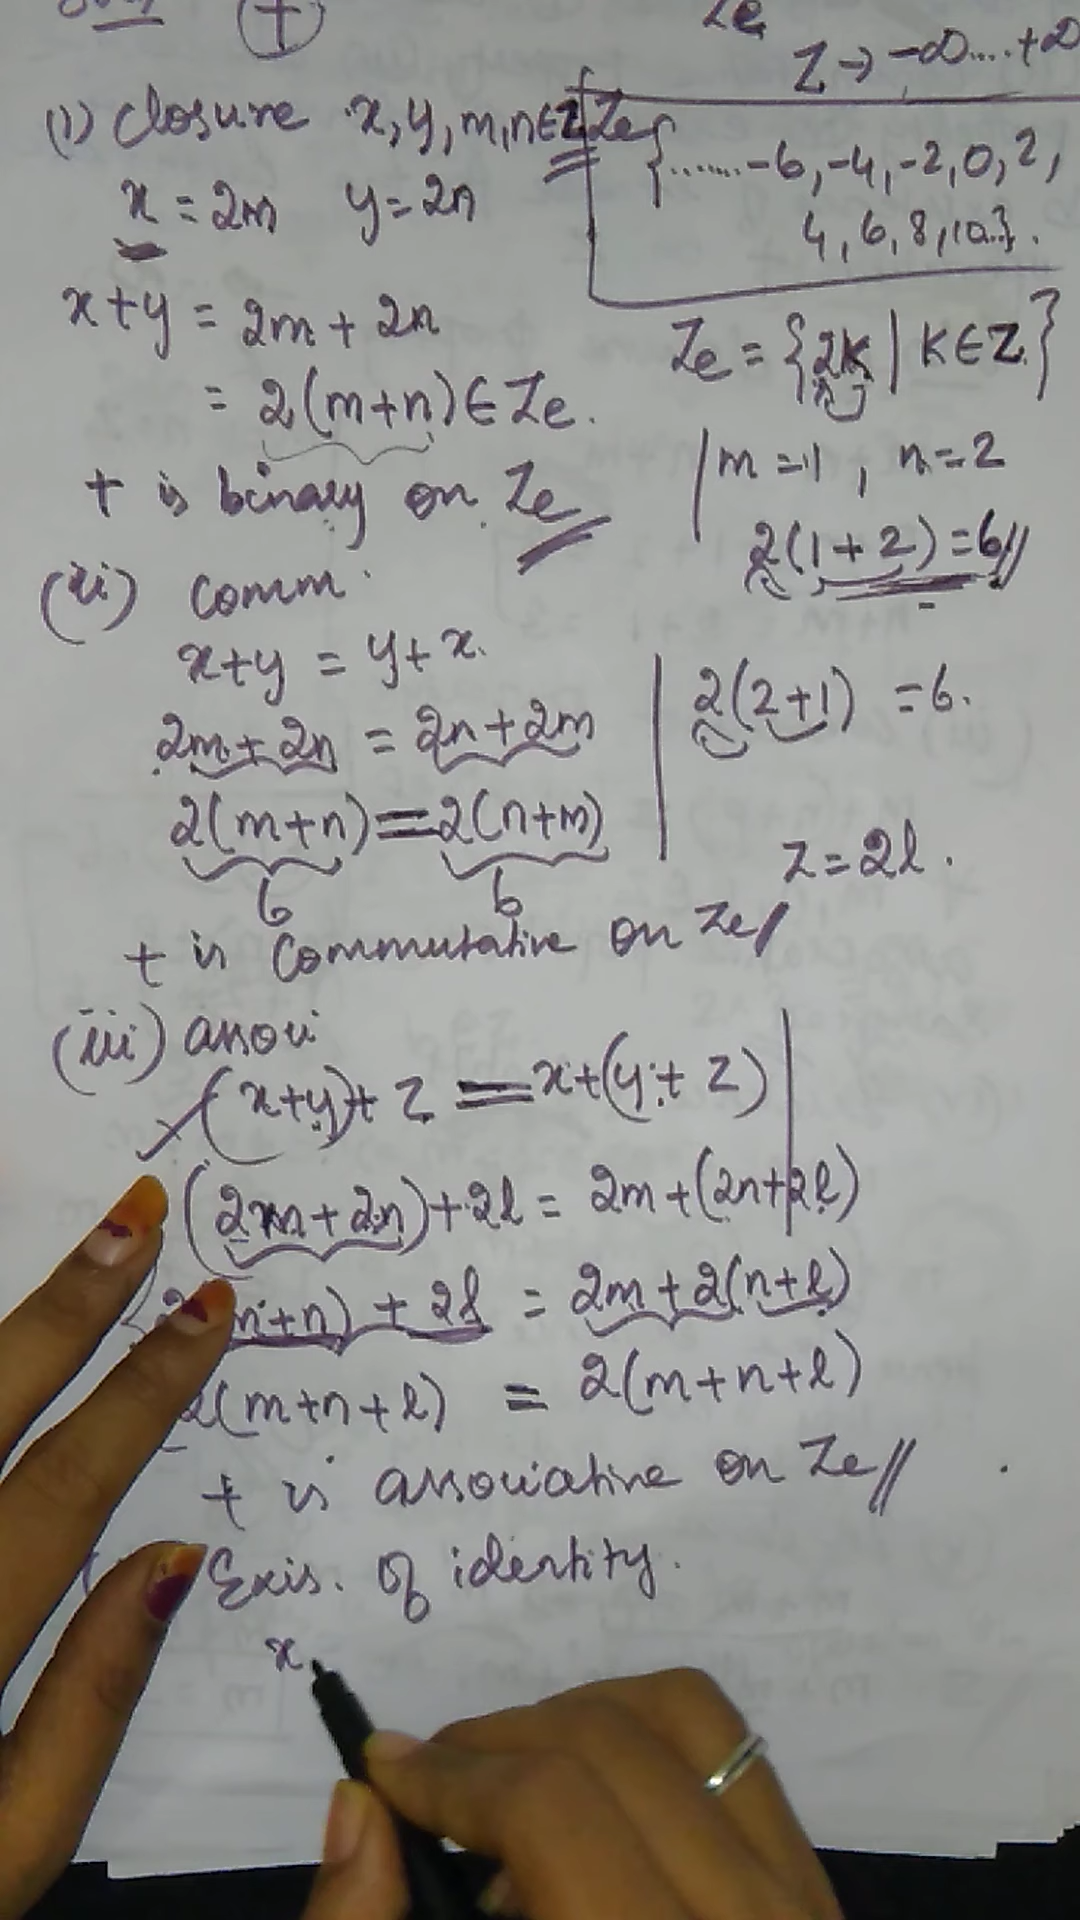 +
Ze
Z → -∞....+∞
(i) closure x, y, m, n ∈ Z
Ze {.......-6, -4, -2, 0, 2,
4, 6, 8, 10..}.
x = 2m y = 2n
x+y = 2m + 2n
= 2(m+n) ∈ Ze.
Ze = {2K | K ∈ Z}
m = 1, n = 2
2(1 + 2) = 6//
+ is binary on Ze
(ii) Comm.
x+y = y+x.
2m + 2n = 2n + 2m
2(2+1) = 6.
2(m+n) = 2(n+m)
6 6
z = 2l.
+ is Commutative on Ze//
(iii) associ
(x+y)+z = x+(y+z)
(2m+2n)+2l = 2m+(2n+2l)
m+n) + 2l = 2m + 2(n+l)
2(m+n+l) = 2(m+n+l)
+ is associative on Ze//
Exis. of identity.
x